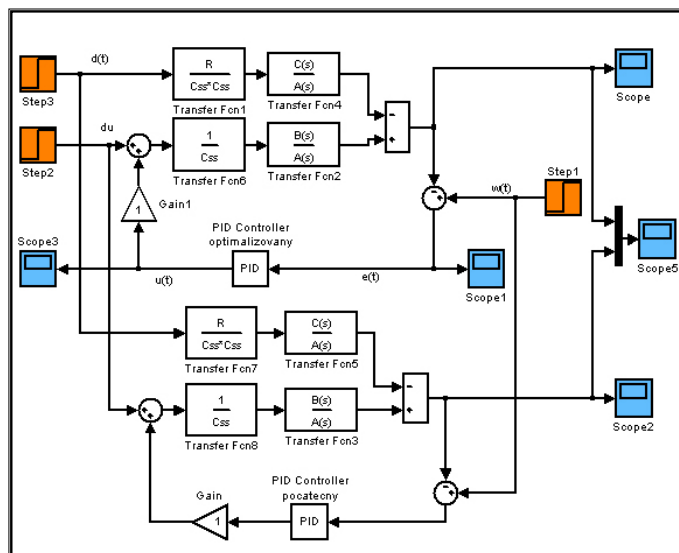 d(t)
R
Css*Css
Transfer Fcn1
C(s)
A(s)
Transfer Fcn4
Step3
Scope
du
1
Css
Transfer Fcn6
B(s)
A(s)
Transfer Fcn2
Step2
1
Gain1
Step1
w(t)
Scope3
PID Controller
optimalizovany
PID
u(t)
e(t)
Scope1
Scope5
R
Css*Css
Transfer Fcn7
C(s)
A(s)
Transfer Fcn5
1
Css
Transfer Fcn8
B(s)
A(s)
Transfer Fcn3
Scope2
Gain
1
PID Controller
pocatecny
PID